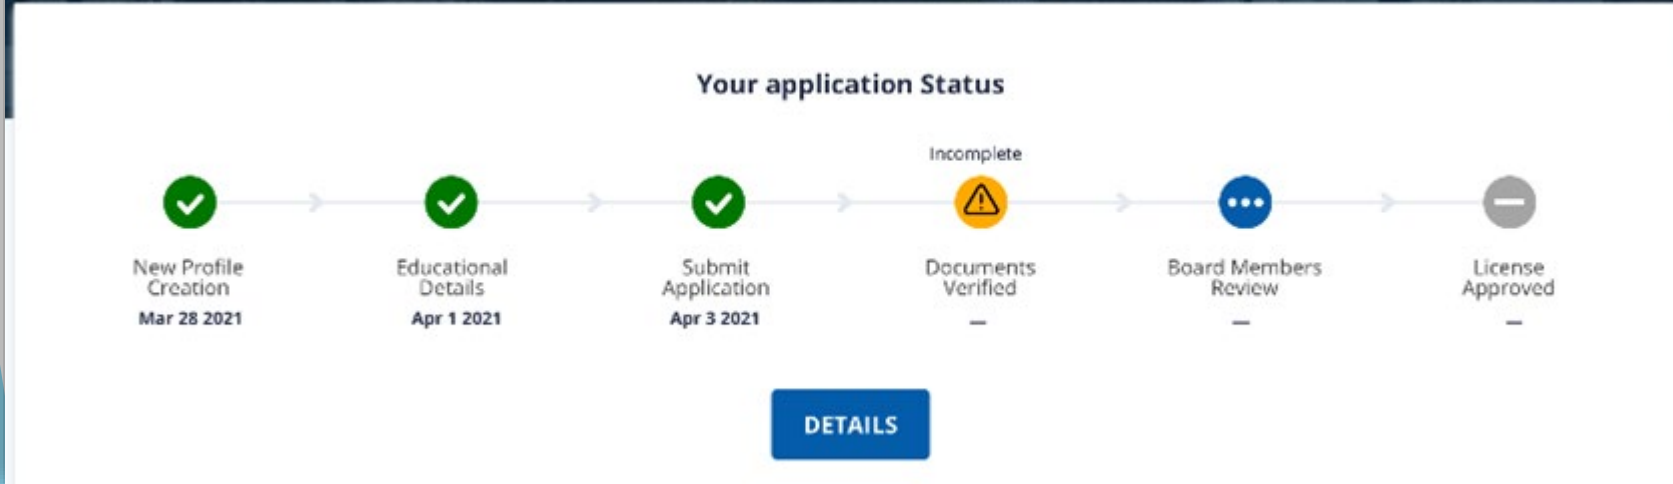 Your application Status
Incomplete
New Profile
Creation
Mar 28 2021
Educational
Details
Apr 1 2021
Submit
Application
Apr 3 2021
Documents
Verified
—
Board Members
Review
—
License
Approved
—
DETAILS